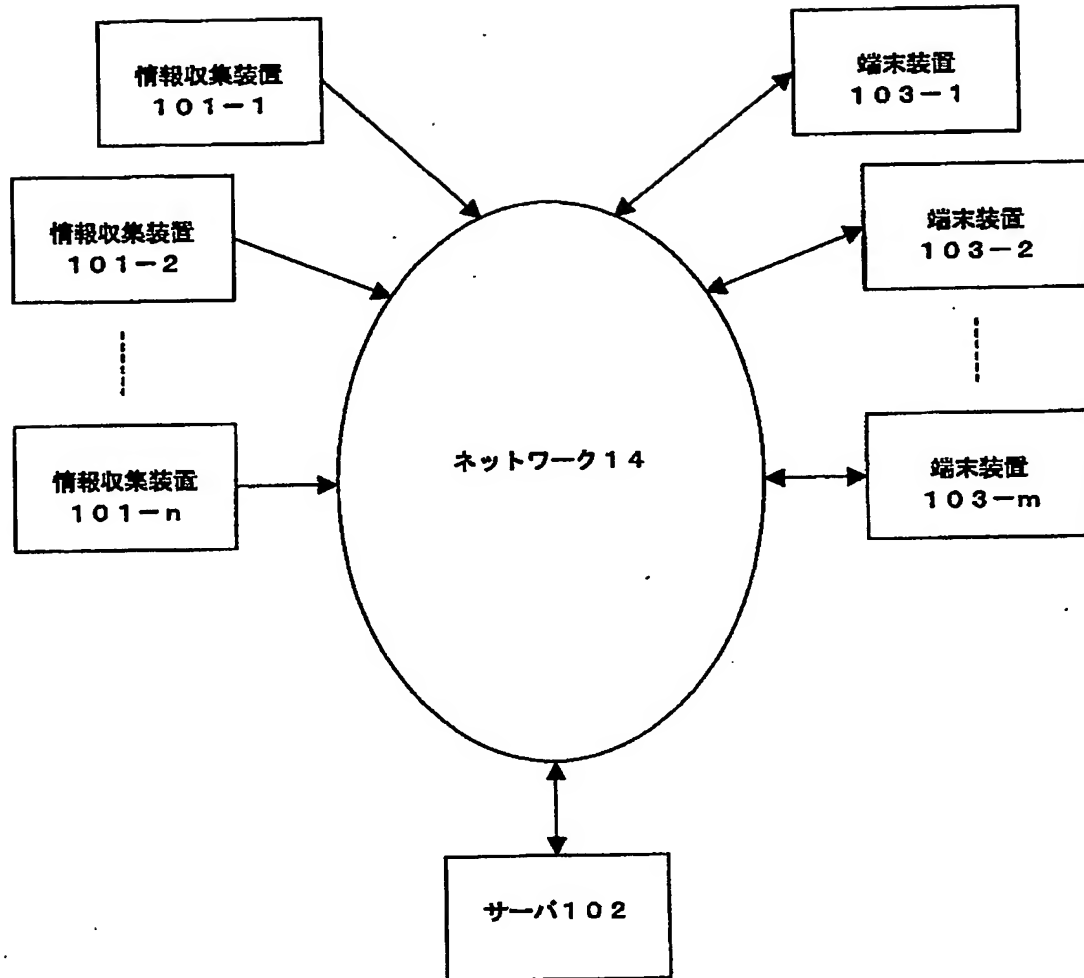 情報収集装置
１０１－１
端末装置
１０３－１
情報収集装置
１０１－２
端末装置
１０３－２
情報収集装置
１０１－ｎ
ネットワーク１４
端末装置
１０３－ｍ
サーバ１０２